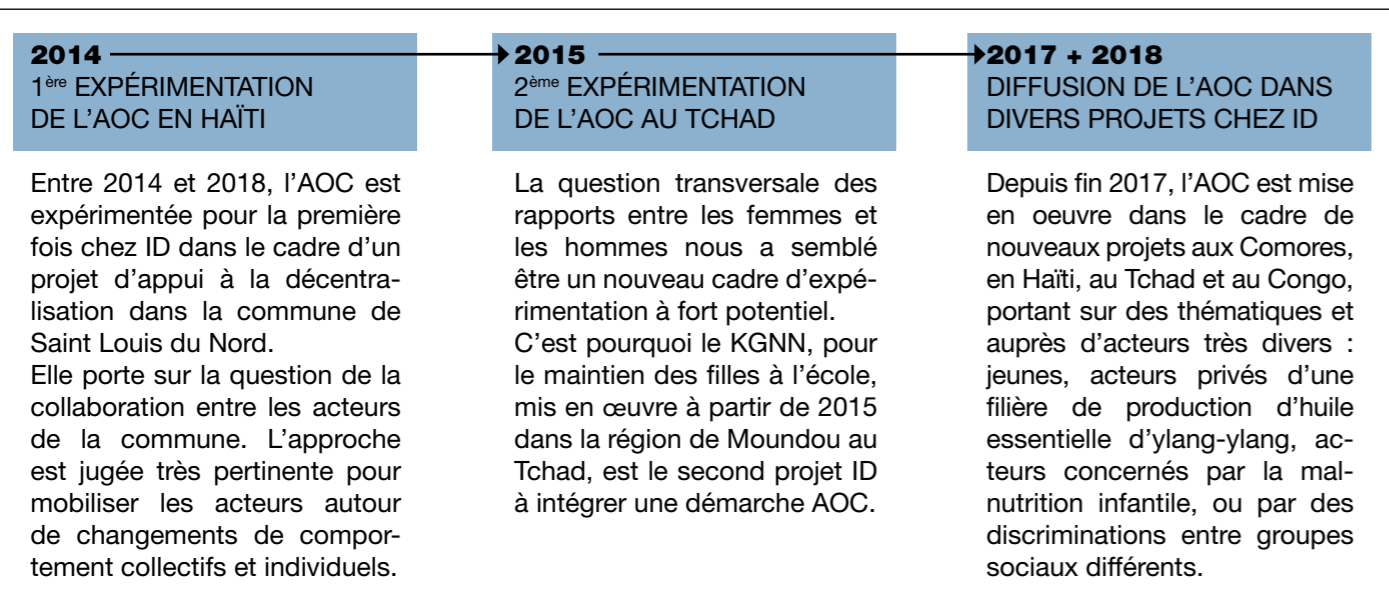 2014
1ère EXPÉRIMENTATION
DE L'AOC EN HAÏTI
Entre 2014 et 2018, l'AOC est
expérimentée pour la première
fois chez ID dans le cadre d'un
projet d'appui à la décentra-
lisation dans la commune de
Saint Louis du Nord.
Elle porte sur la question de la
collaboration entre les acteurs
de la commune. L'approche
est jugée très pertinente pour
mobiliser les acteurs autour
de changements de compor-
tement collectifs et individuels.
2015
2ème EXPÉRIMENTATION
DE L'AOC AU TCHAD
La question transversale des
rapports entre les femmes et
les hommes nous a semblé
être un nouveau cadre d'expé-
rimentation à fort potentiel.
C'est pourquoi le KGNN, pour
le maintien des filles à l'école,
mis en œuvre à partir de 2015
dans la région de Moundou au
Tchad, est le second projet ID
à intégrer une démarche AOC.
2017 + 2018
DIFFUSION DE L'AOC DANS
DIVERS PROJETS CHEZ ID
Depuis fin 2017, l'AOC est mise
en oeuvre dans le cadre de
nouveaux projets aux Comores,
en Haïti, au Tchad et au Congo,
portant sur des thématiques et
auprès d'acteurs très divers :
jeunes, acteurs privés d'une
filière de production d'huile
essentielle d'ylang-ylang, ac-
teurs concernés par la mal-
nutrition infantile, ou par des
discriminations entre groupes
sociaux différents.